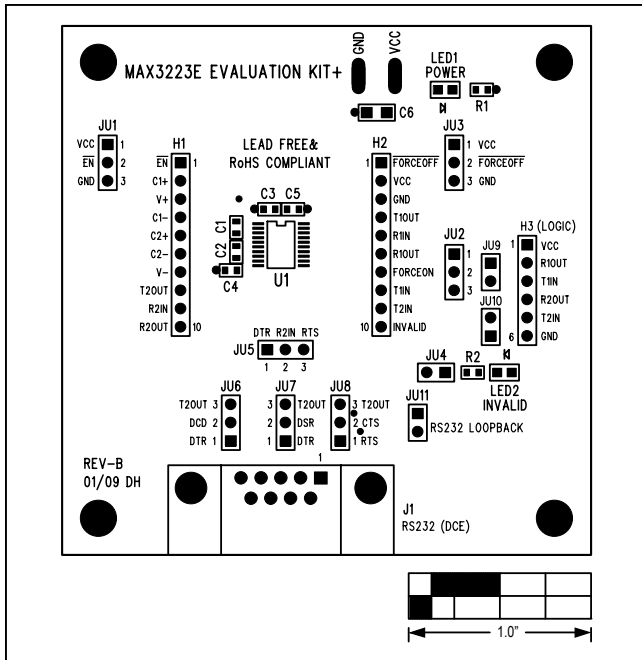 GND
VCC
MAX3223E EVALUATION KIT+
LED1
POWER
R1
C6
JU1
VCC 1
EN 2
GND 3
H1
EN 1
C1+
V+
C1-
C2+
C2-
V-
T2OUT
R2IN
R2OUT 10
LEAD FREE&
RoHS COMPLIANT
C3 C5
C1
C2
C4
U1
H2
1 FORCEOFF
VCC
GND
T1OUT
R1IN
R1OUT
FORCEON
T1IN
T2IN
10 INVALID
JU3
1 VCC
2 FORCEOFF
3 GND
JU2
1
2
3
JU9
JU10
H3 (LOGIC)
1 VCC
R1OUT
T1IN
R2OUT
T2IN
6 GND
DTR R2IN RTS
JU5
1 2 3
JU4
R2
LED2
INVALID
JU6
T2OUT 3
DCD 2
DTR 1
JU7
3 T2OUT
2 DSR
1 DTR
JU8
3 T2OUT
2 CTS
1 RTS
JU11
RS232 LOOPBACK
1
REV-B
01/09 DH
J1
RS232 (DCE)
1.0"